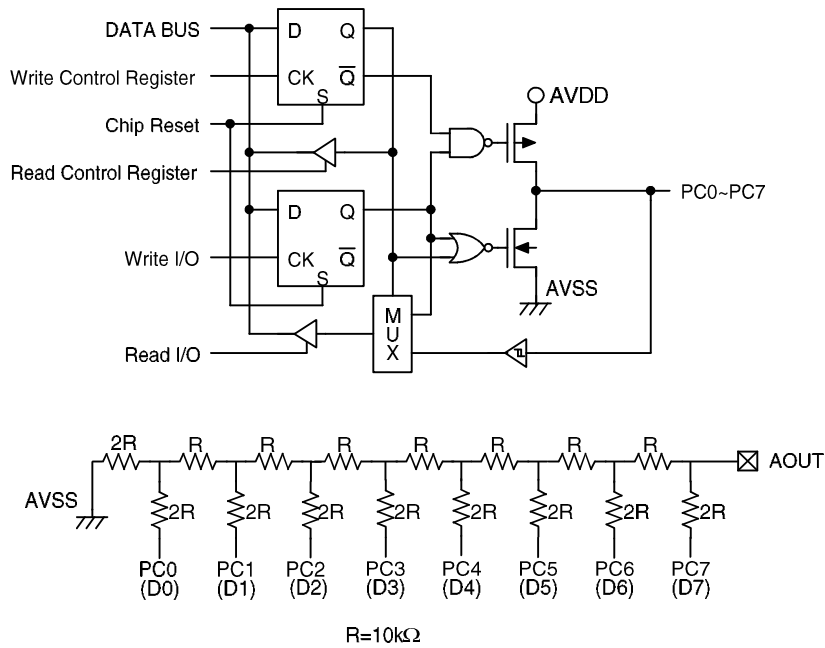 DATA BUS
D Q
Write Control Register
CK Q
S
AVDD
Chip Reset
Read Control Register
D Q
PC0~PC7
Write I/O
CK Q
S
AVSS
M
U
X
Read I/O
2R R R R R R R R
AOUT
AVSS
2R 2R 2R 2R 2R 2R 2R 2R
PC0 PC1 PC2 PC3 PC4 PC5 PC6 PC7
(D0) (D1) (D2) (D3) (D4) (D5) (D6) (D7)
R=10kΩ